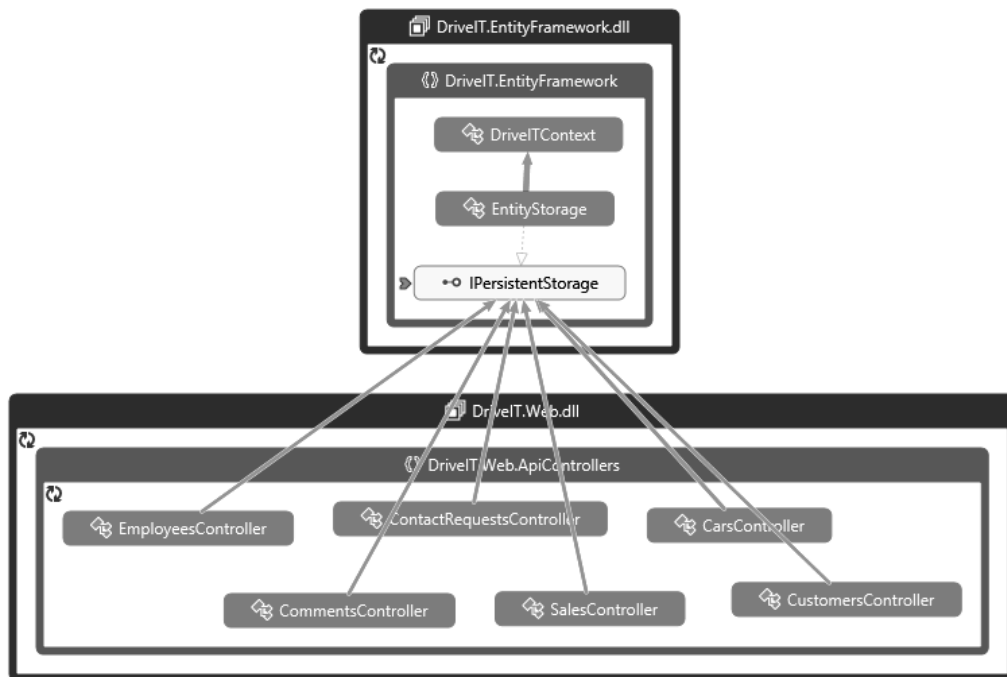 DriveIT.EntityFramework.dll
DriveIT.EntityFramework
DriveITContext
EntityStorage
IPersistentStorage
DriveIT.Web.dll
DriveIT.Web.ApiControllers
EmployeesController
ContactRequestsController
CarsController
CommentsController
SalesController
CustomersController